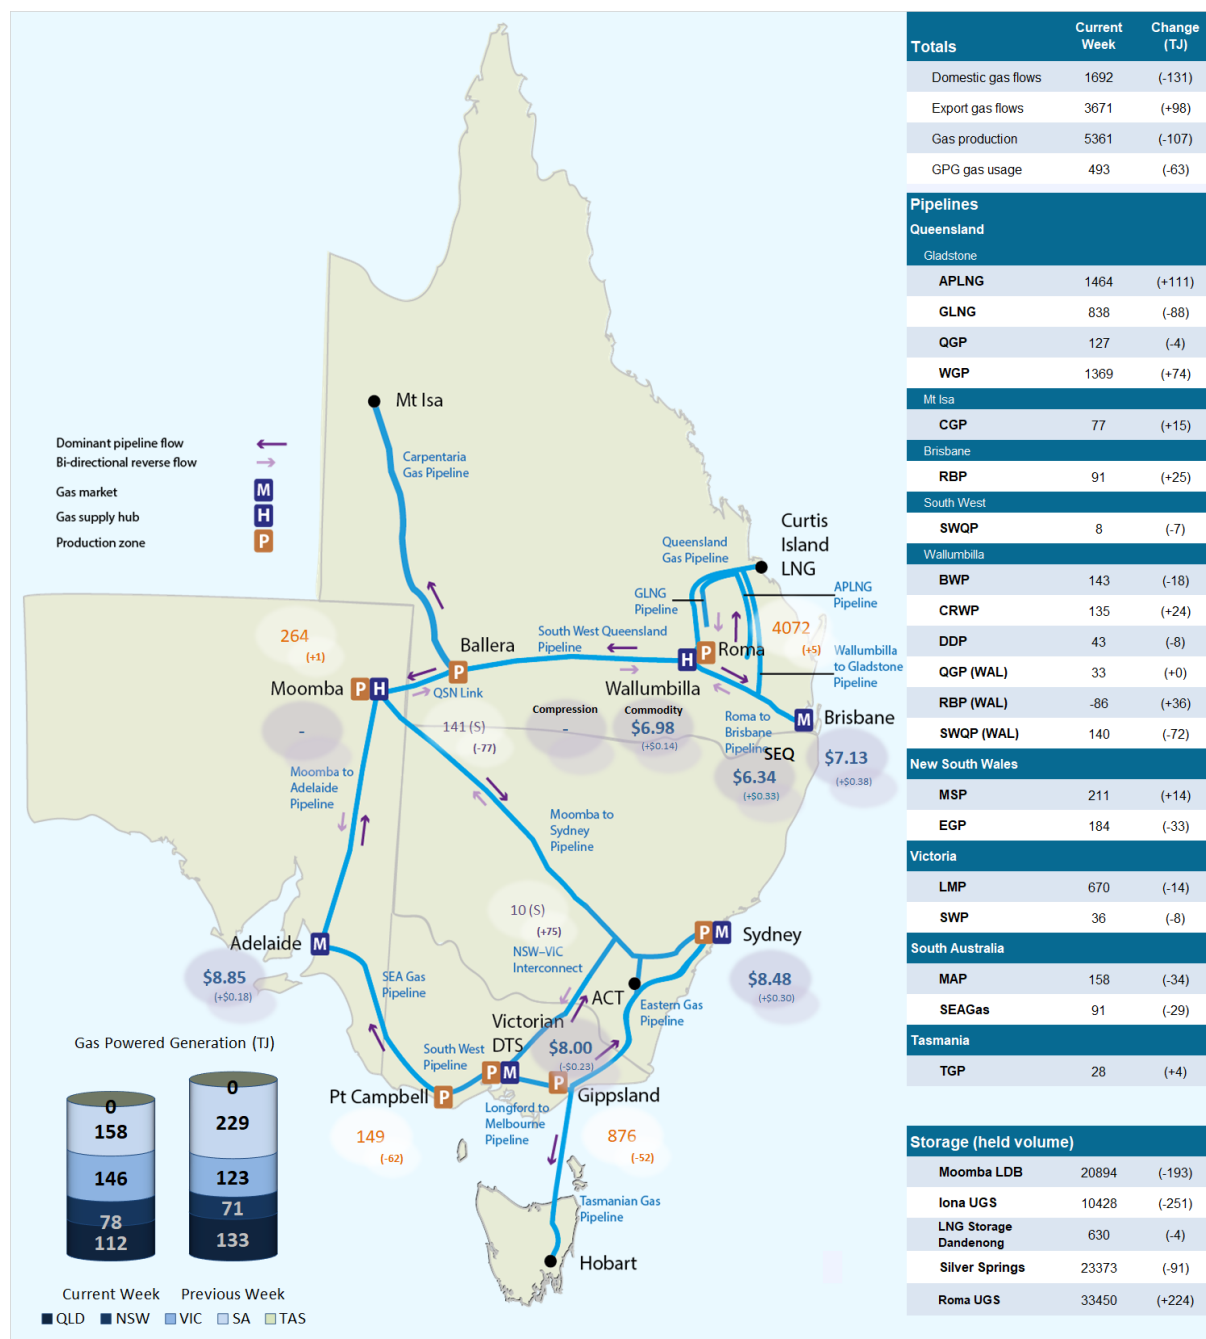 Mt Isa
Dominant pipeline flow
Bi-directional reverse flow
Gas market
M
Gas supply hub
H
Production zone
P
Carpentaria
Gas Pipeline
Curtis
Island
LNG
Queensland
Gas Pipeline
GLNG
Pipeline
APLNG
Pipeline
264
(+1)
4072
(+5)
South West Queensland
Pipeline
Ballera
P
H
P
Roma
Wallumbilla
to Gladstone
Pipeline
Moomba
P
H
QSN Link
Wallumbilla
141 (S)
(-77)
Compression
-
Commodity
$6.98
(+$0.14)
Roma to
Brisbane
Pipeline
M
Brisbane
SEQ
$6.34
(+$0.33)
$7.13
(+$0.38)
-
Moomba to
Adelaide
Pipeline
Moomba to
Sydney
Pipeline
10 (S)
(+75)
NSW–VIC
Interconnect
Adelaide
M
$8.85
(+$0.18)
P
M
Sydney
$8.48
(+$0.30)
SEA Gas
Pipeline
ACT
Eastern Gas
Pipeline
Victorian
DTS
$8.00
(-$0.23)
South West
Pipeline
P
M
P
Gippsland
Pt Campbell
P
Longford to
Melbourne
Pipeline
149
(-62)
876
(-52)
Tasmanian Gas
Pipeline
Hobart
Gas Powered Generation (TJ)
0
158
146
78
112
0
229
123
71
133
Current Week
Previous Week
QLD
NSW
VIC
SA
TAS
Totals Current Week Change (TJ)
Domestic gas flows 1692 (-131)
Export gas flows 3671 (+98)
Gas production 5361 (-107)
GPG gas usage 493 (-63)
Pipelines
Queensland
Gladstone
APLNG 1464 (+111)
GLNG 838 (-88)
QGP 127 (-4)
WGP 1369 (+74)
Mt Isa
CGP 77 (+15)
Brisbane
RBP 91 (+25)
South West
SWQP 8 (-7)
Wallumbilla
BWP 143 (-18)
CRWP 135 (+24)
DDP 43 (-8)
QGP (WAL) 33 (+0)
RBP (WAL) -86 (+36)
SWQP (WAL) 140 (-72)
New South Wales
MSP 211 (+14)
EGP 184 (-33)
Victoria
LMP 670 (-14)
SWP 36 (-8)
South Australia
MAP 158 (-34)
SEAGas 91 (-29)
Tasmania
TGP 28 (+4)
Storage (held volume)
Moomba LDB 20894 (-193)
Iona UGS 10428 (-251)
LNG Storage
Dandenong 630 (-4)
Silver Springs 23373 (-91)
Roma UGS 33450 (+224)